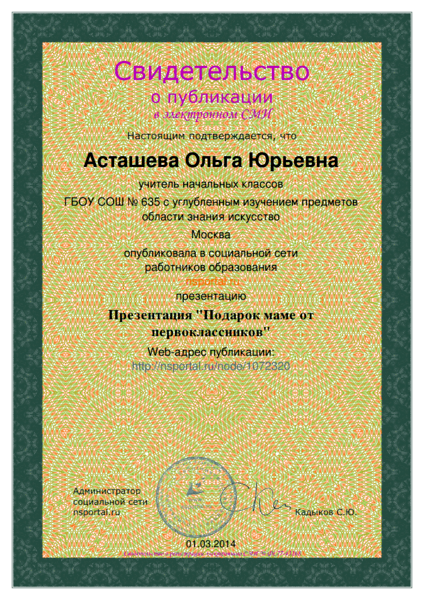 Свидетельство
о публикации
в электронном СМИ
Настоящим подтверждается, что
Асташева Ольга Юрьевна
учитель начальных классов
ГБОУ СОШ № 635 с углубленным изучением предметов
области знания искусство
Москва
опубликовала в социальной сети
работников образования
nsportal.ru
презентацию
Презентация "Подарок маме от
первоклассников"
Web-адрес публикации:
http://nsportal.ru/node/1072320
Администратор
социальной сети
nsportal.ru
Кадыков С.Ю.
01.03.2014